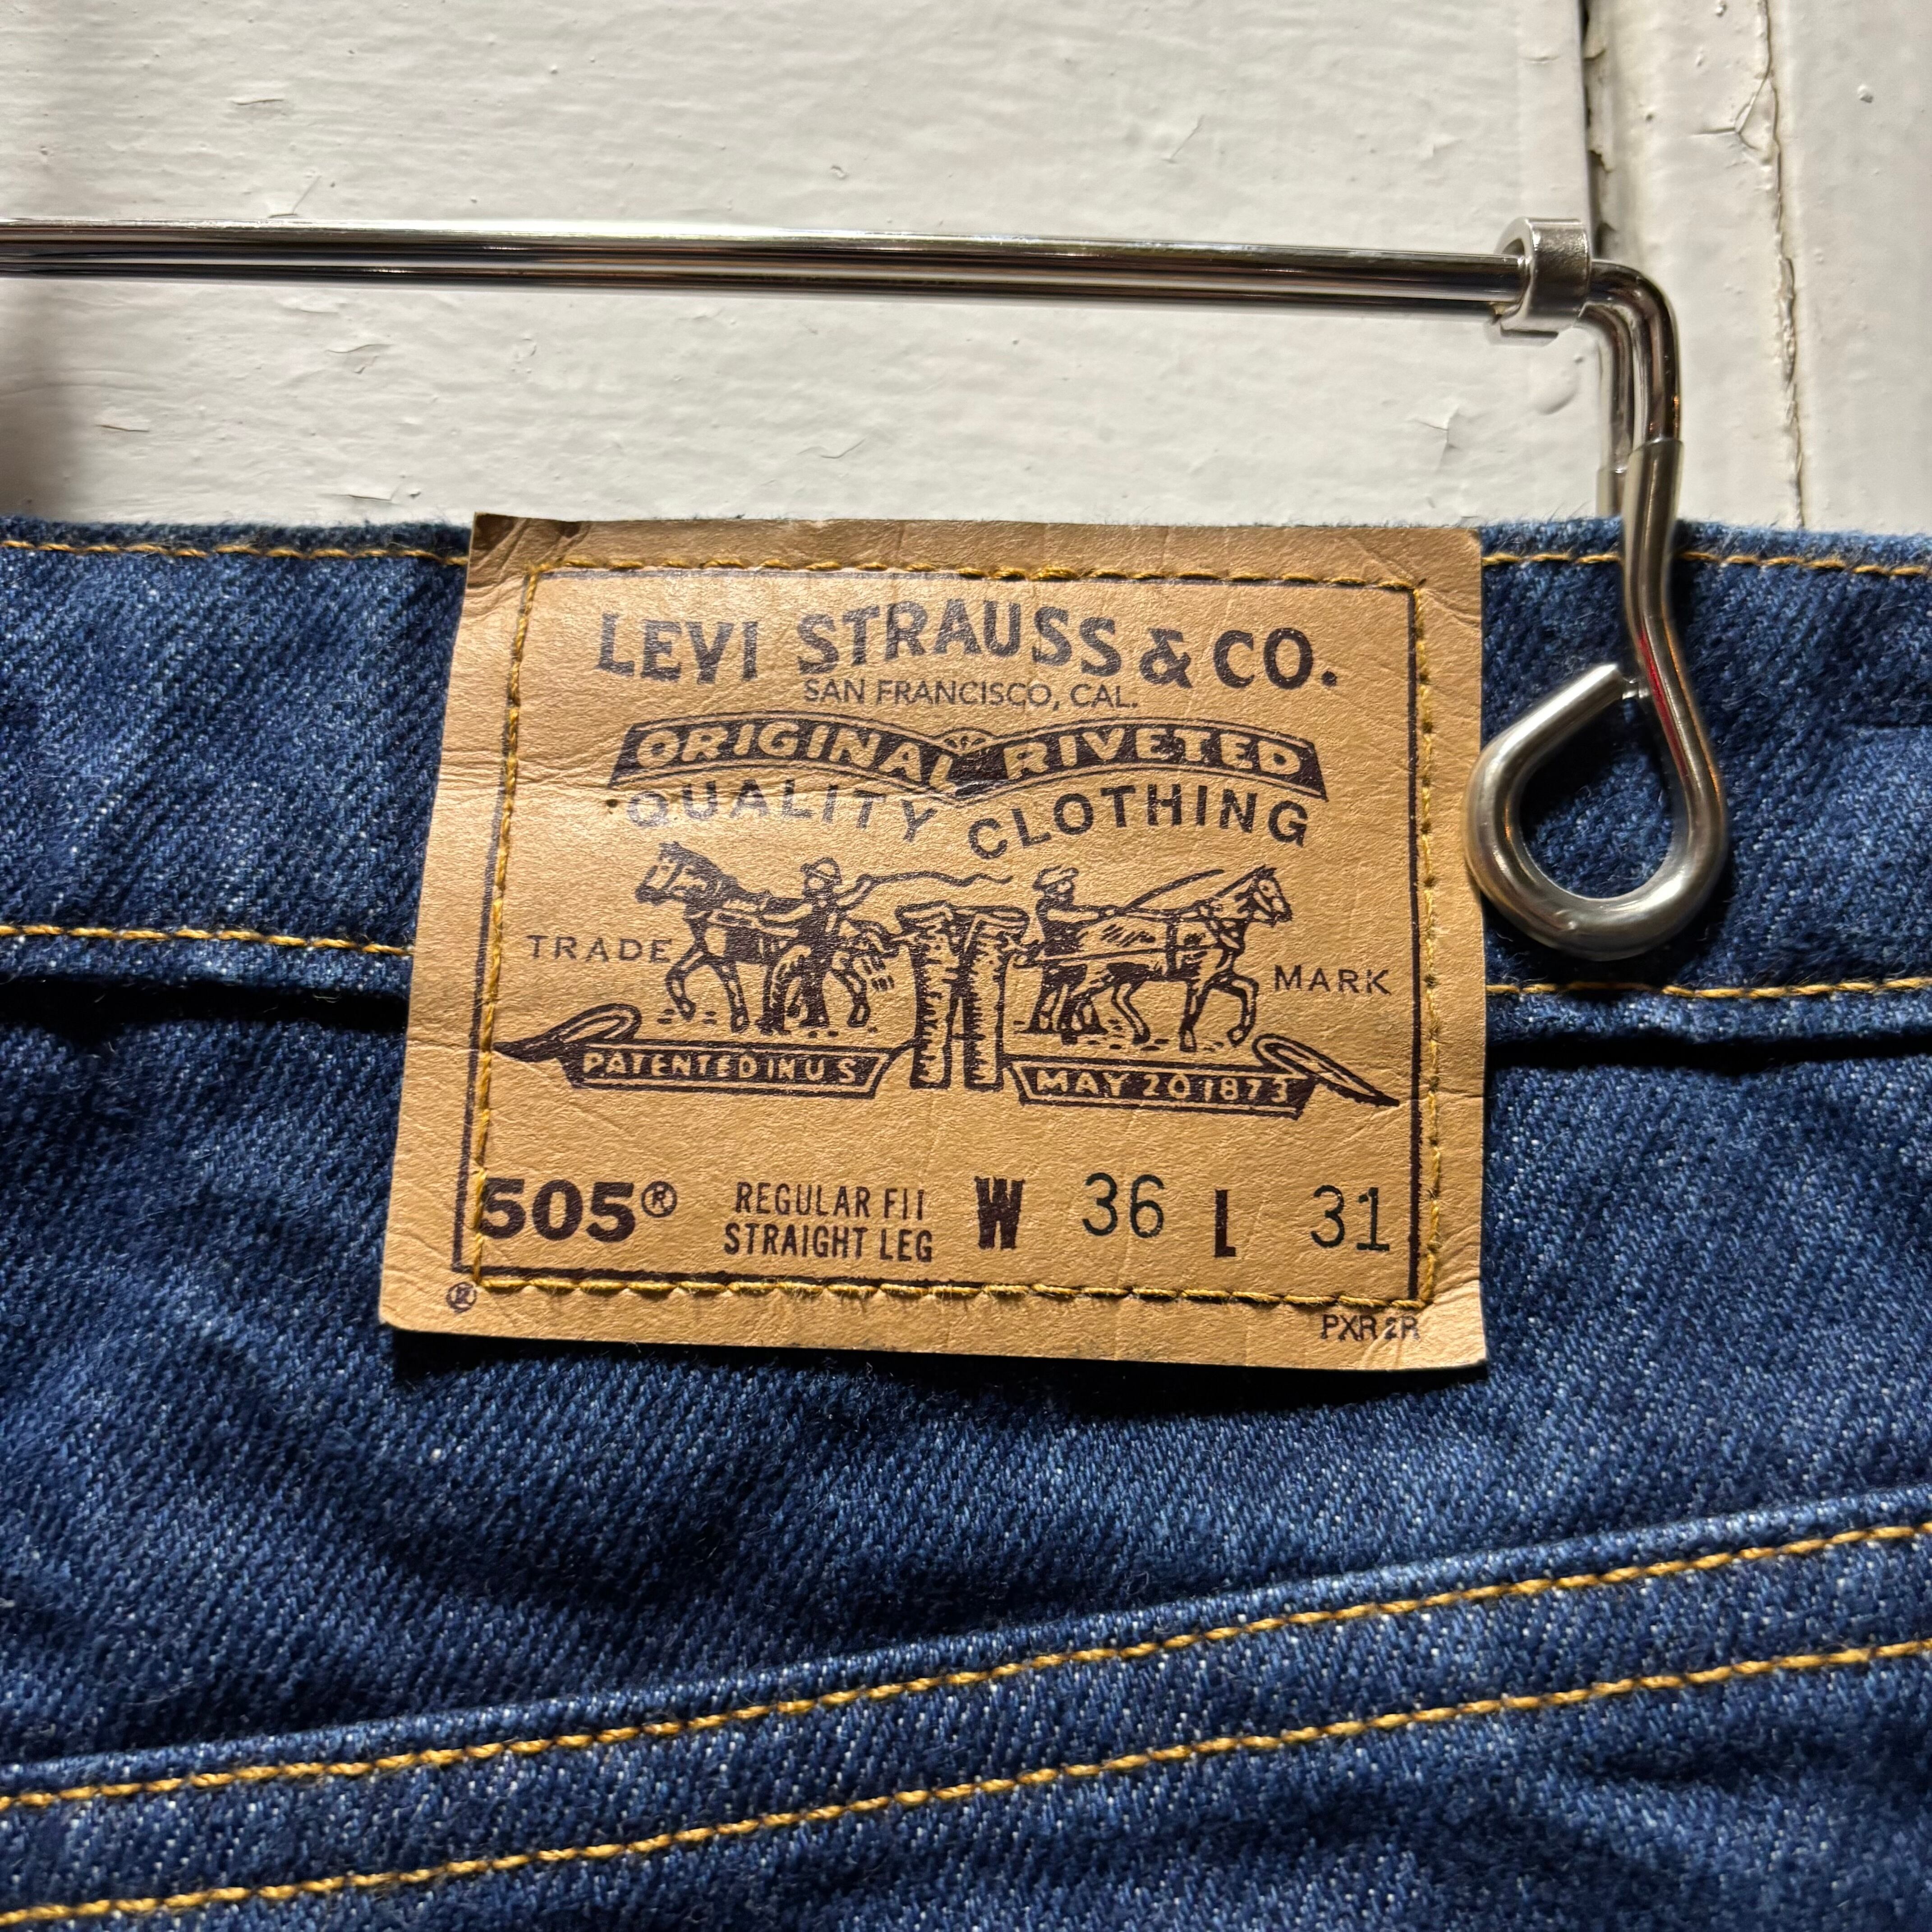 LEVI STRAUSS & CO.
SAN FRANCISCO, CAL.
ORIGINAL RIVETED
QUALITY CLOTHING
TRADE MARK
PATENTED IN U S MAY 20 1873
505® REGULAR FIT W 36 L 31
STRAIGHT LEG
®
PXR 2R